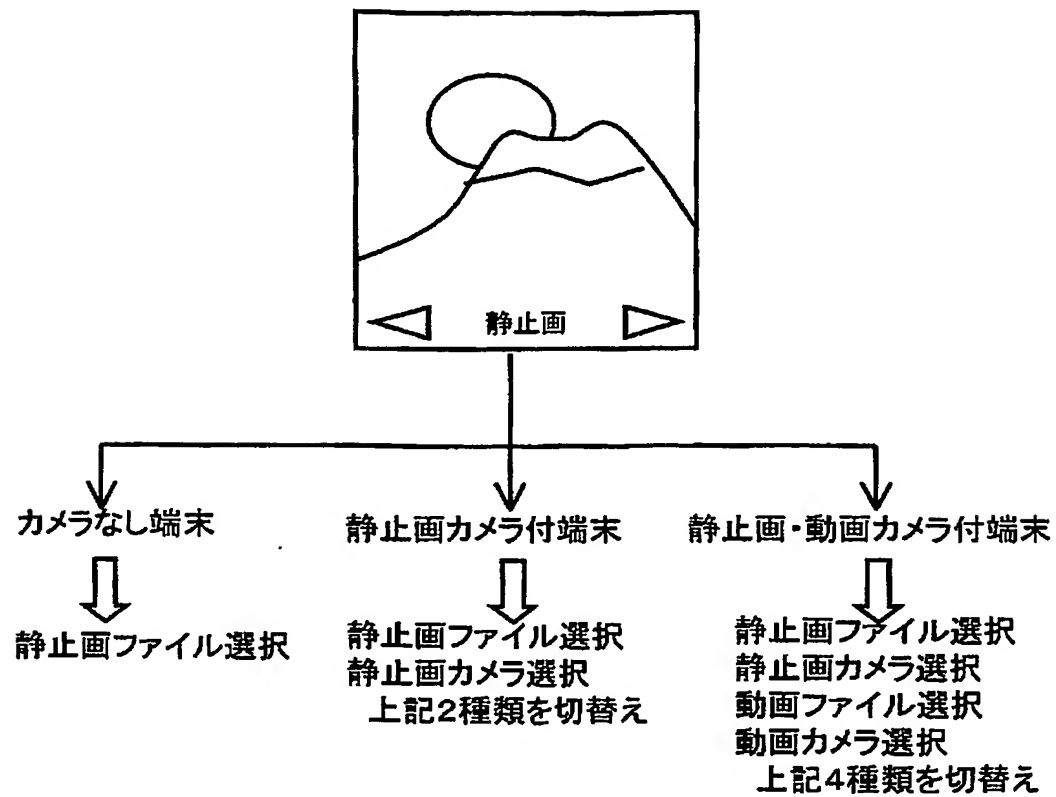 静止画
カメラなし端末
静止画ファイル選択
静止画カメラ付端末
静止画ファイル選択
静止画カメラ選択
上記2種類を切替え
静止画・動画カメラ付端末
静止画ファイル選択
静止画カメラ選択
動画ファイル選択
動画カメラ選択
上記4種類を切替え